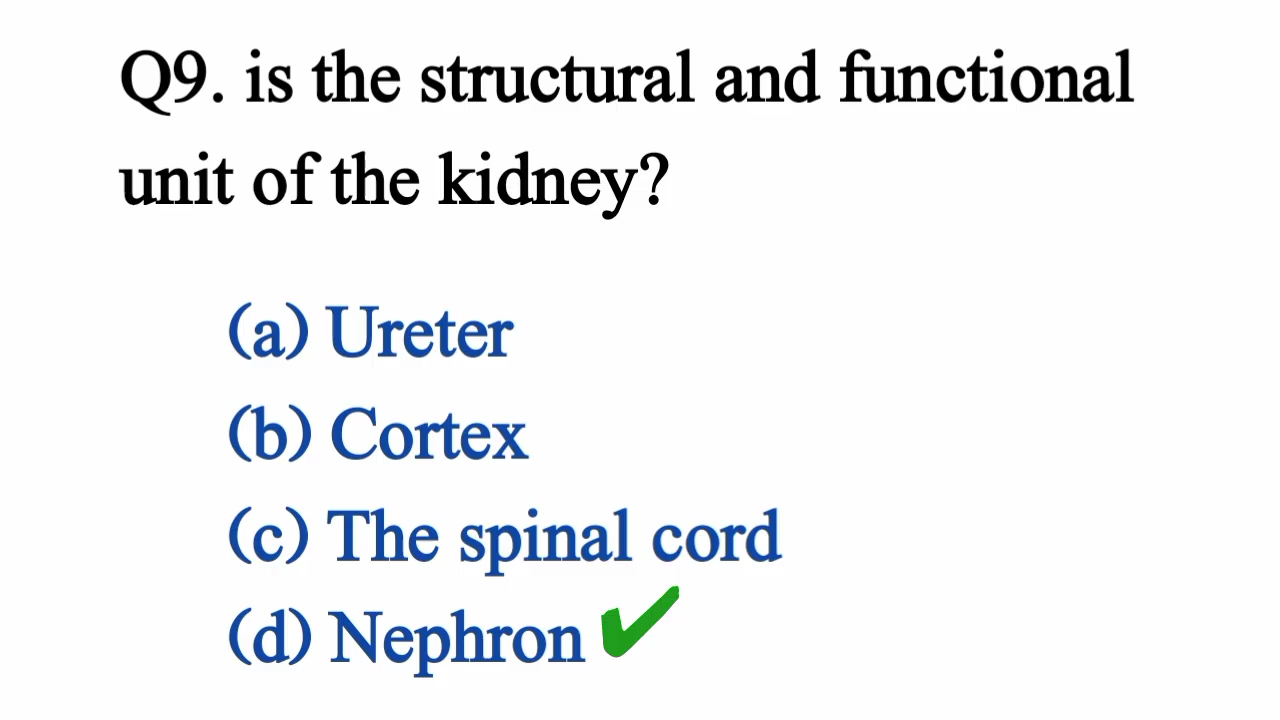 Q9. is the structural and functional
unit of the kidney?
(a) Ureter
(b) Cortex
(c) The spinal cord
(d) Nephron